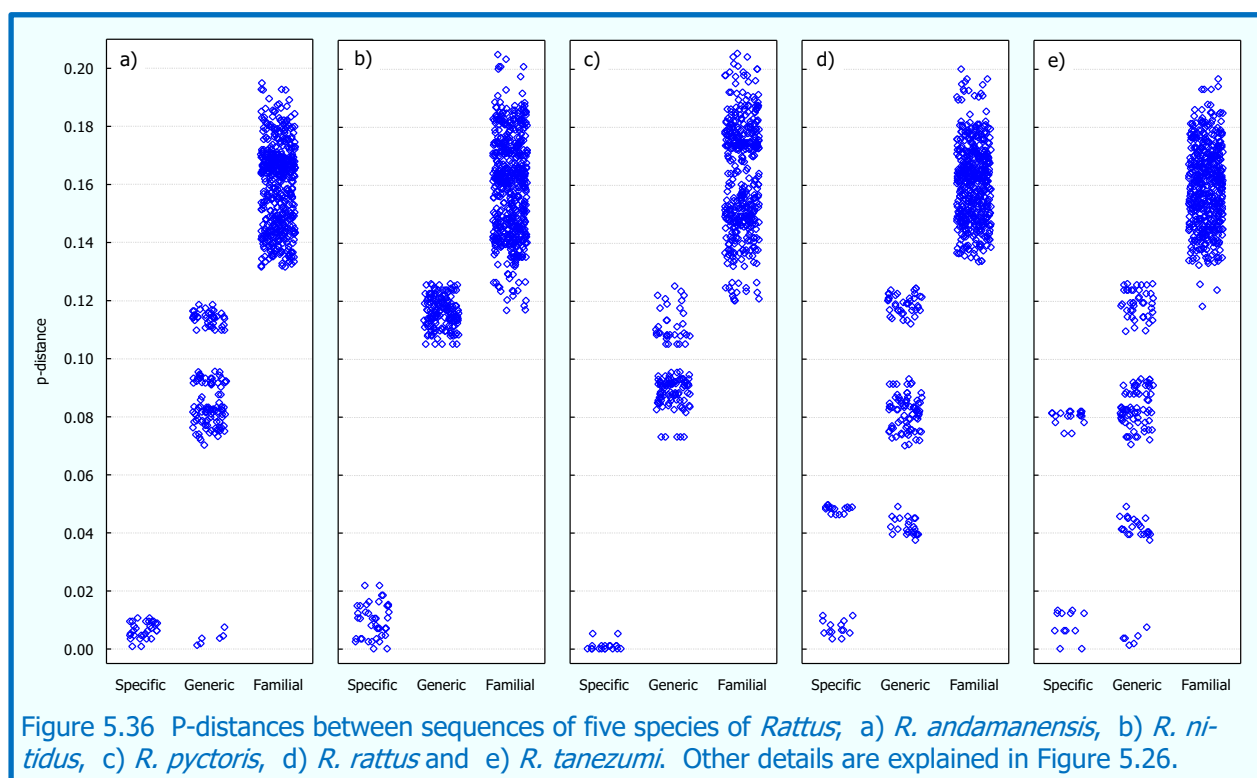 a)
b)
c)
d)
e)
0.20
0.18
0.16
0.14
0.12
0.10
0.08
0.06
0.04
0.02
0.00
p-distance
Specific Generic Familial
Specific Generic Familial
Specific Generic Familial
Specific Generic Familial
Specific Generic Familial
Figure 5.36 P-distances between sequences of five species of Rattus; a) R. andamanensis, b) R. ni-
tidus, c) R. pyctoris, d) R. rattus and e) R. tanezumi. Other details are explained in Figure 5.26.